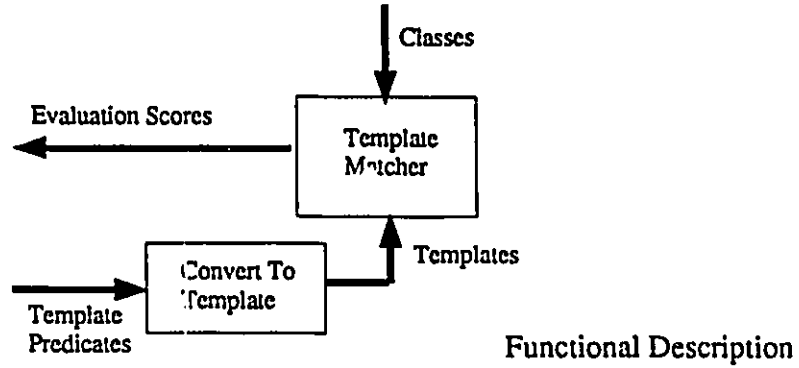 Classes
Evaluation Scores
Template
Matcher
Templates
Convert To
Template
Template
Predicates
Functional Description